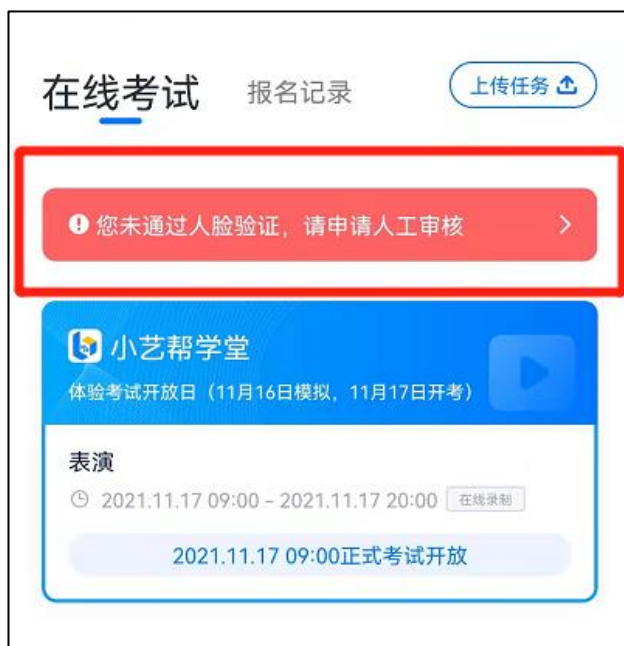 在线考试
报名记录
上传任务
您未通过人脸验证，请申请人工审核
小艺帮学堂
体验考试开放日（11月16日模拟，11月17日开考）
表演
2021.11.17 09:00 - 2021.11.17 20:00
在线录制
2021.11.17 09:00正式考试开放